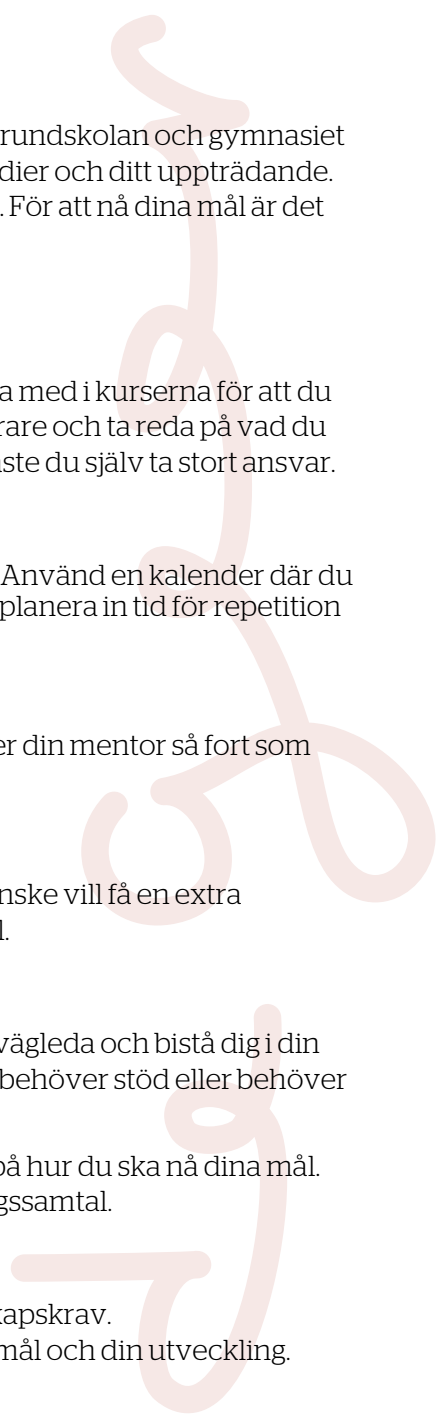 rundskolan och gymnasiet
dier och ditt uppträdande.
. För att nå dina mål är det
a med i kurserna för att du
rare och ta reda på vad du
ste du själv ta stort ansvar.
Använd en kalender där du
planera in tid för repetition
er din mentor så fort som
nske vill få en extra
l.
vägleda och bistå dig i din
behöver stöd eller behöver
på hur du ska nå dina mål.
gssamtal.
kapskrav.
mål och din utveckling.